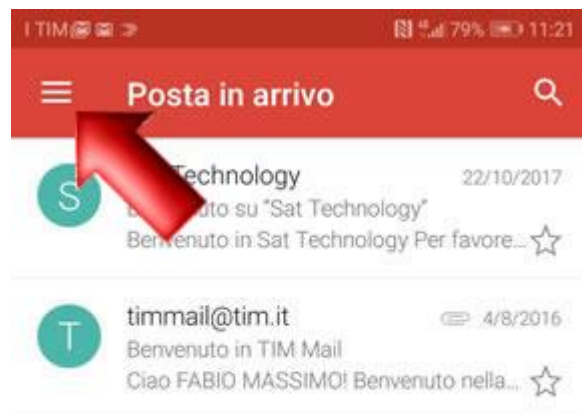 I TIM 4G 79% 11:21
Posta in arrivo
S Technology 22/10/2017
su "Sat Technology"
Benvenuto in Sat Technology Per favore...
T timmail@tim.it 4/8/2016
Benvenuto in TIM Mail
Ciao FABIO MASSIMO! Benvenuto nella...